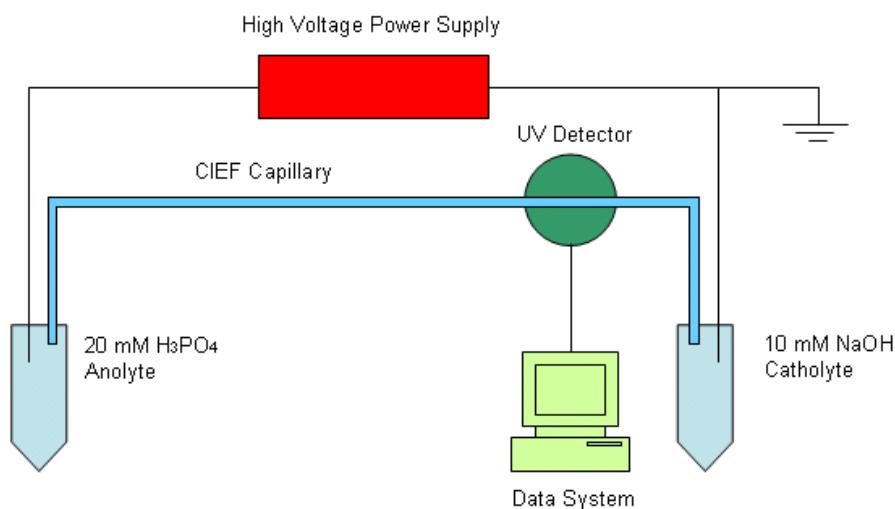 High Voltage Power Supply
UV Detector
CIEF Capillary
20 mM H₃PO₄
Anolyte
10 mM NaOH
Catholyte
Data System